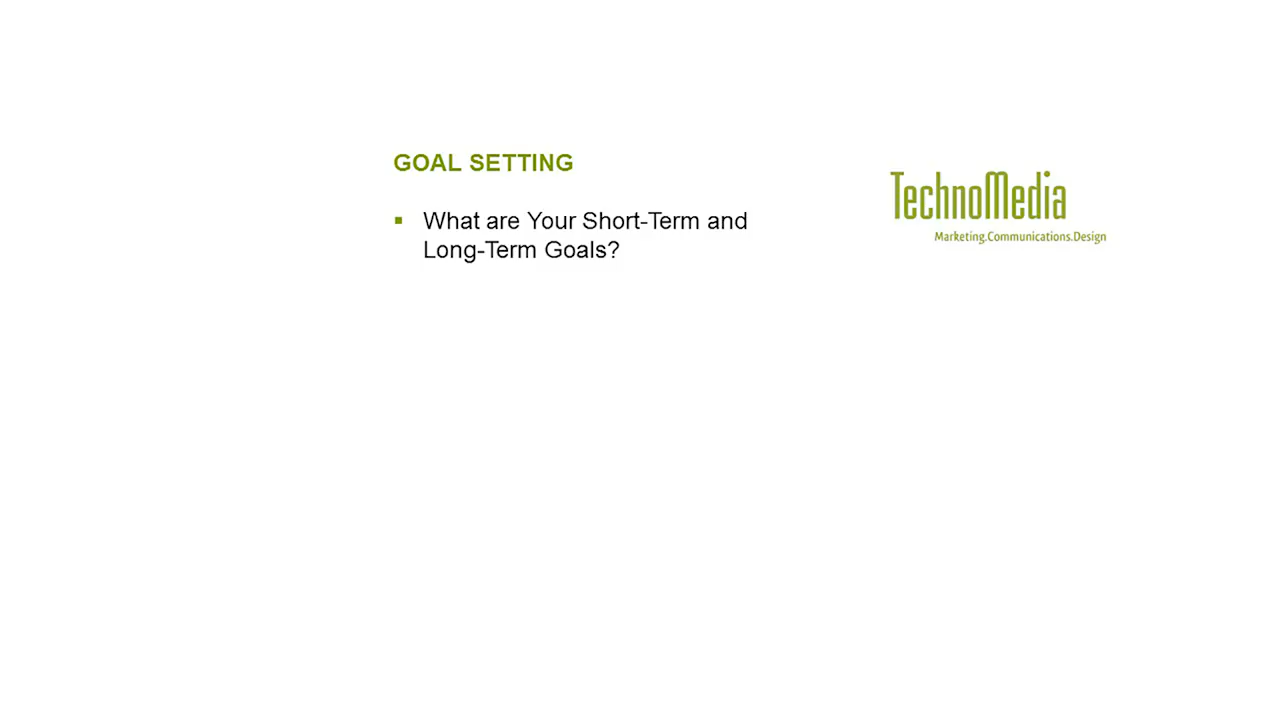 GOAL SETTING
▪ What are Your Short-Term and
Long-Term Goals?
TechnoMedia
Marketing.Communications.Design